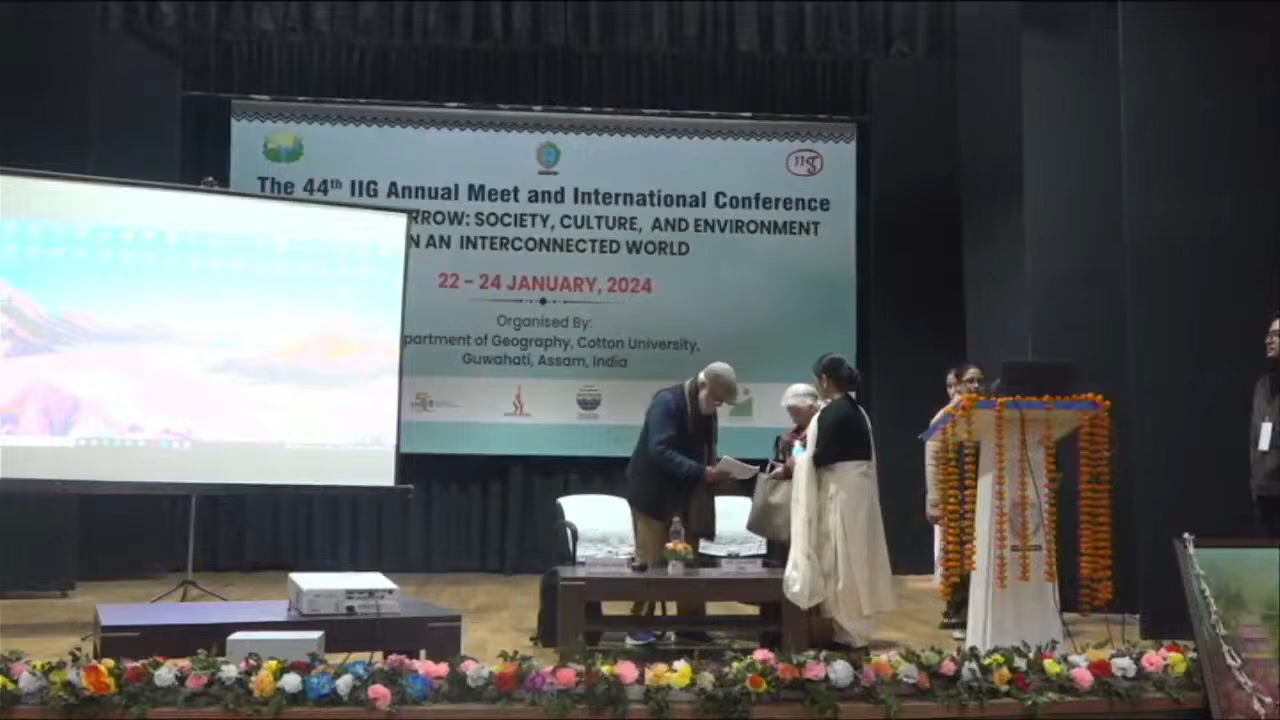 IIG
The 44th IIG Annual Meet and International Conference
RROW: SOCIETY, CULTURE, AND ENVIRONMENT
N AN INTERCONNECTED WORLD
22 - 24 JANUARY, 2024
Organised By:
partment of Geography, Cotton University,
Guwahati, Assam, India